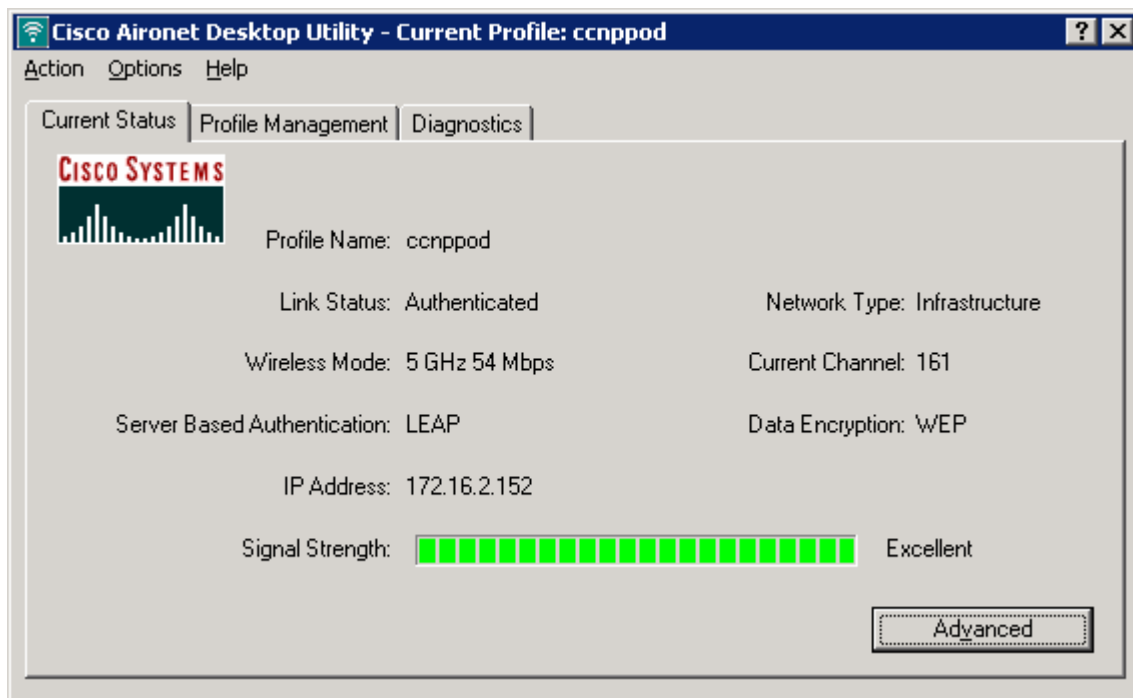 Cisco Aironet Desktop Utility - Current Profile: ccnppod
Action Options Help
Current Status Profile Management Diagnostics
CISCO SYSTEMS
Profile Name: ccnppod
Link Status: Authenticated Network Type: Infrastructure
Wireless Mode: 5 GHz 54 Mbps Current Channel: 161
Server Based Authentication: LEAP Data Encryption: WEP
IP Address: 172.16.2.152
Signal Strength: Excellent
Advanced